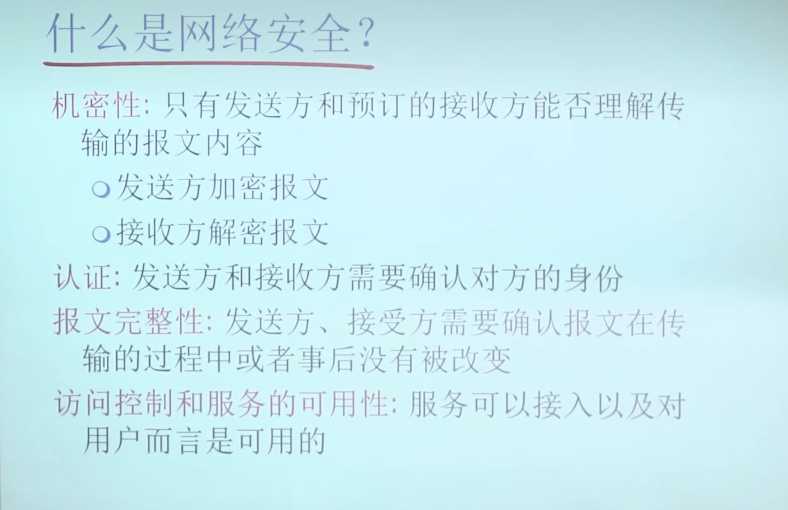 什么是网络安全?
机密性: 只有发送方和预订的接收方能否理解传
输的报文内容
发送方加密报文
接收方解密报文
认证: 发送方和接收方需要确认对方的身份
报文完整性: 发送方、接受方需要确认报文在传
输的过程中或者事后没有被改变
访问控制和服务的可用性: 服务可以接入以及对
用户而言是可用的